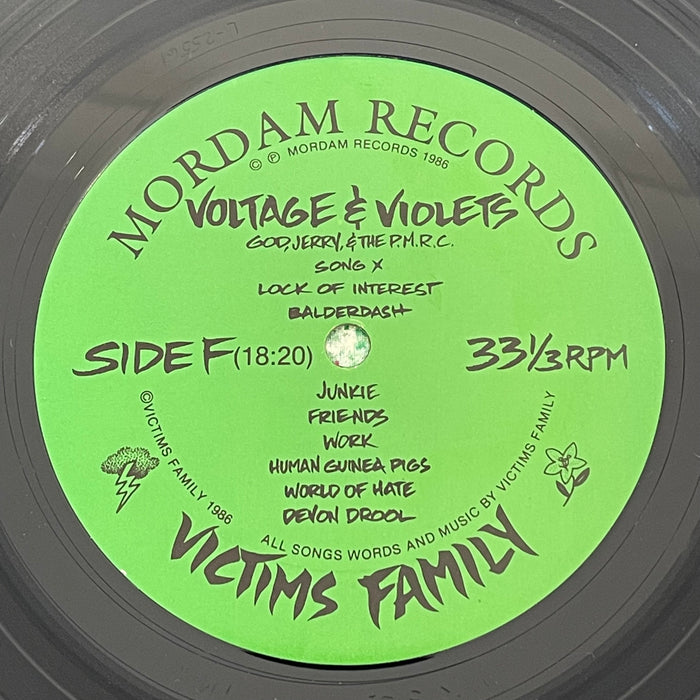 MORDAM RECORDS
© ℗ MORDAM RECORDS 1986
VOLTAGE & VIOLETS
GOD, JERRY, & THE P.M.R.C.
SONG X
LOCK OF INTEREST
BALDERDASH
SIDE F (18:20)
33 1/3 RPM
JUNKIE
FRIENDS
WORK
HUMAN GUINEA PIGS
WORLD OF HATE
DEVON DROOL
©VICTIMS FAMILY 1986
ALL SONGS WORDS AND MUSIC BY VICTIMS FAMILY
VICTIMS FAMILY